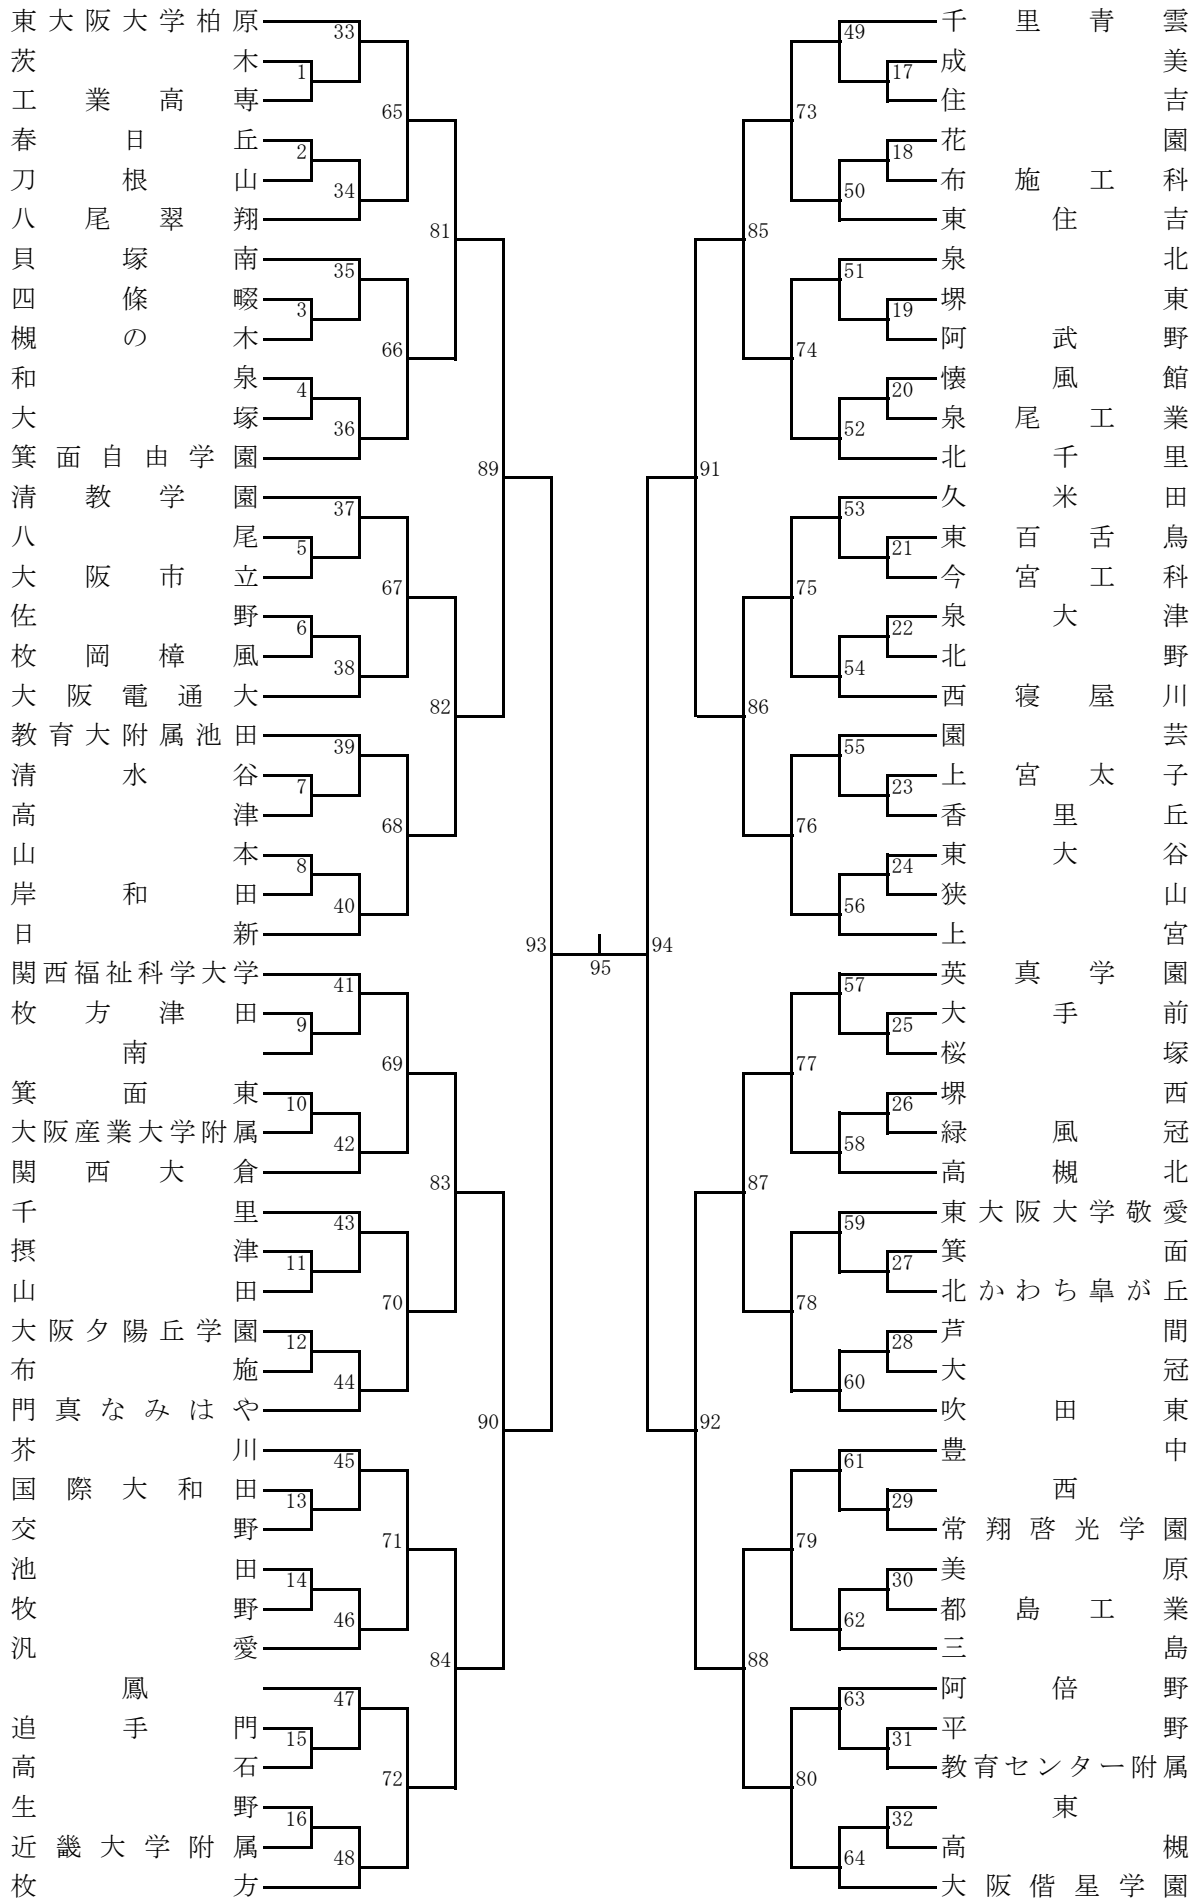 東大阪大学柏原
茨木
工業高専
春日丘
刀根山
八尾翠翔
貝塚南
四條畷
槻の木
和泉
大塚
箕面自由学園
清教学園
八尾
大阪市立
佐野
枚岡樟風
大阪電通大
教育大附属池田
清水谷
高津
山本
岸和田
日新
関西福祉科学大学
枚方津田
南
箕面東
大阪産業大学附属
関西大倉
千里
摂津
山田
大阪夕陽丘学園
布施
門真なみはや
芥川
国際大和田
交野
池田
牧野
汎愛
鳳
追手門
高石
生野
近畿大学附属
枚方
33
1
2
34
35
3
4
36
37
5
6
38
39
7
8
40
41
9
10
42
43
11
12
44
45
13
14
46
47
15
16
48
65
66
67
68
69
70
71
72
81
82
83
84
89
90
93
95
94
91
92
85
86
87
88
73
74
75
76
77
78
79
80
49
17
18
50
51
19
20
52
53
21
22
54
55
23
24
56
57
25
26
58
59
27
28
60
61
29
30
62
63
31
32
64
千里青雲
成美
住吉
花園
布施工科
東住吉
泉北
堺東
阿武野
懐風館
泉尾工業
北千里
久米田
東百舌鳥
今宮工科
泉大津
北野
西寝屋川
園芸
上宮太子
香里丘
東大谷
狭山
上宮
英真学園
大手前
桜塚
堺西
緑風冠
高槻北
東大阪大学敬愛
箕面
北かわち皐が丘
芦間
大冠
吹田東
豊中
西
常翔啓光学園
美原
都島工業
三島
阿倍野
平野
教育センター附属
東
高槻
大阪偕星学園